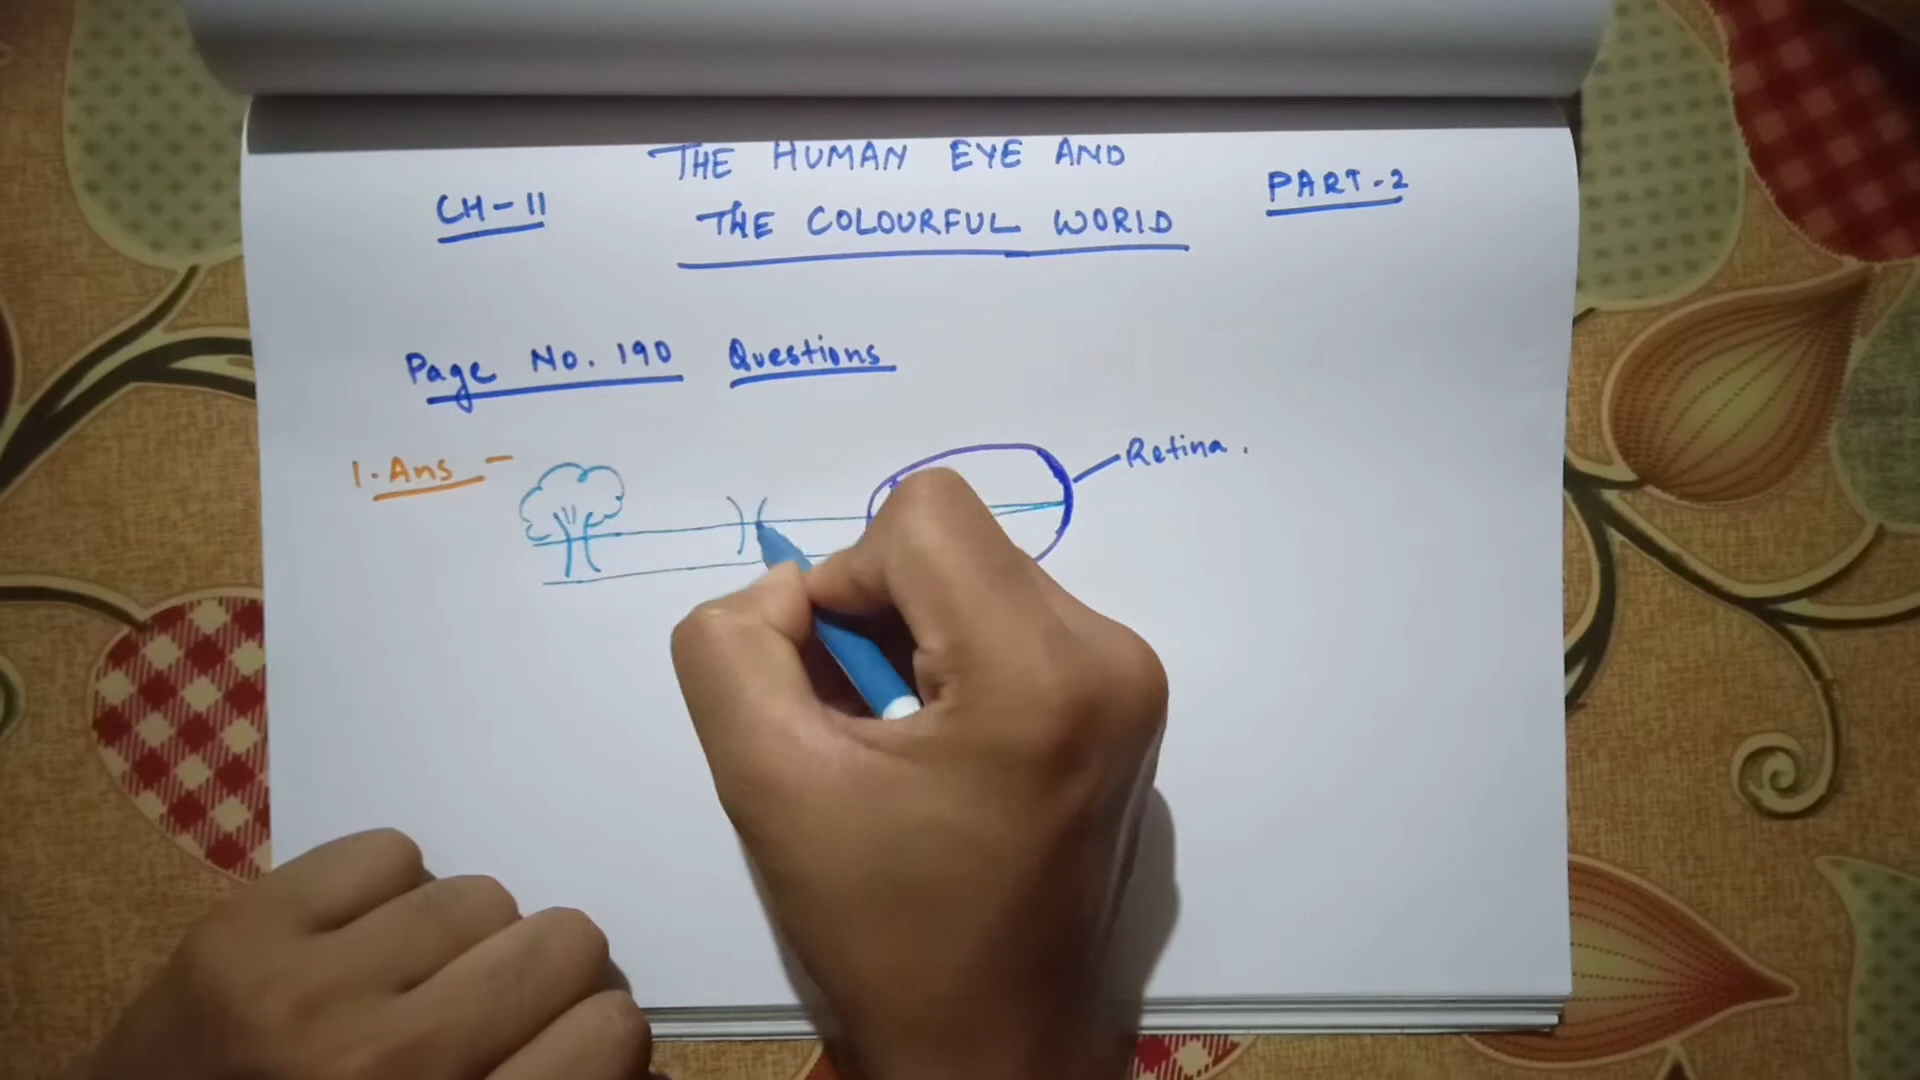 THE HUMAN EYE AND
CH-11
THE COLOURFUL WORLD
PART-2
Page No. 190 Questions
1. Ans -
Retina.